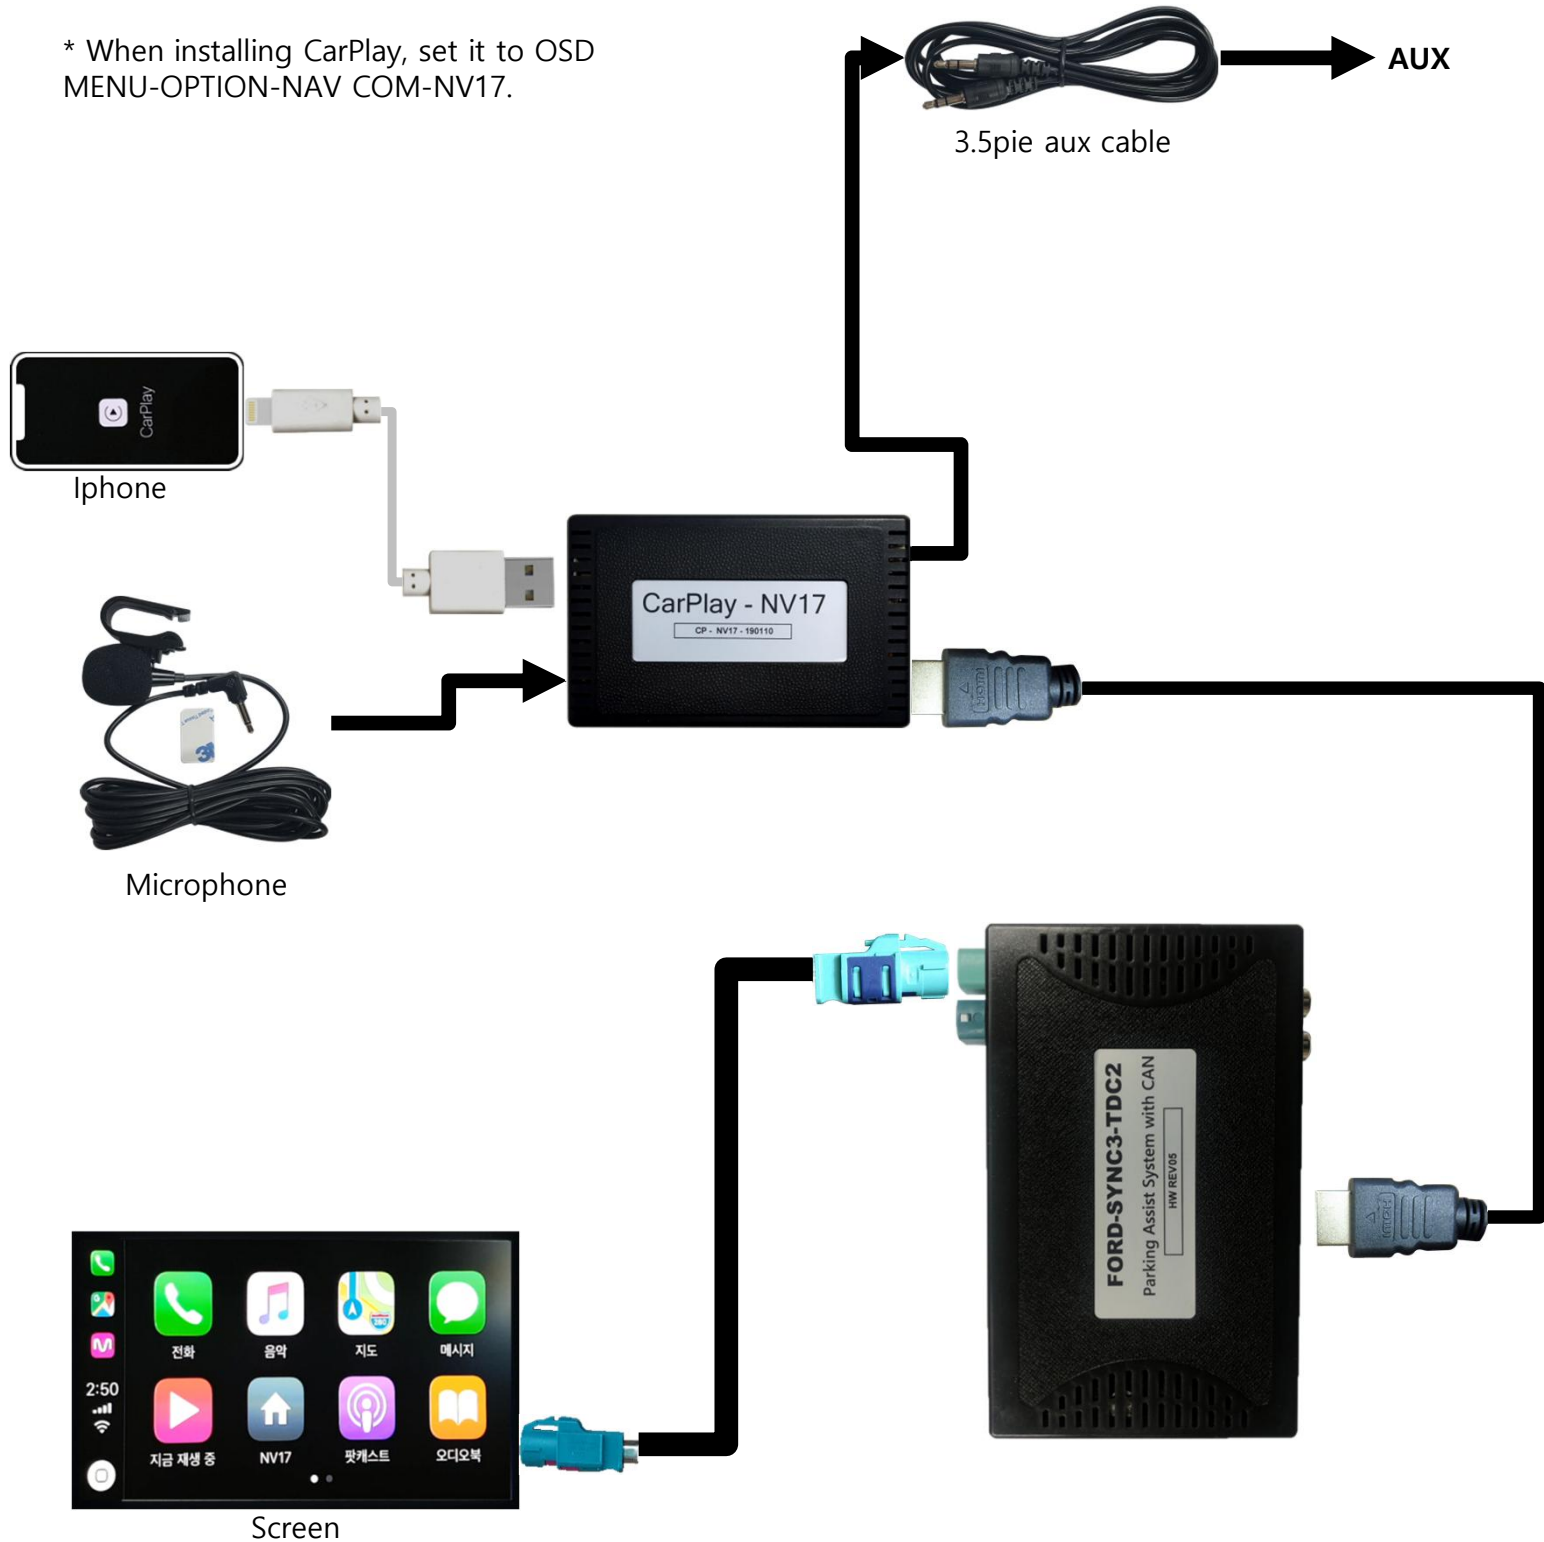 * When installing CarPlay, set it to OSD
MENU-OPTION-NAV COM-NV17.
AUX
3.5pie aux cable
CarPlay
Iphone
CarPlay - NV17
CP - NV17 - 190110
HDMI
Microphone
FORD-SYNC3-TDC2
Parking Assist System with CAN
HW REV05
HDMI
2:50
전화
음악
지도
메시지
지금 재생 중
NV17
팟캐스트
오디오북
Screen